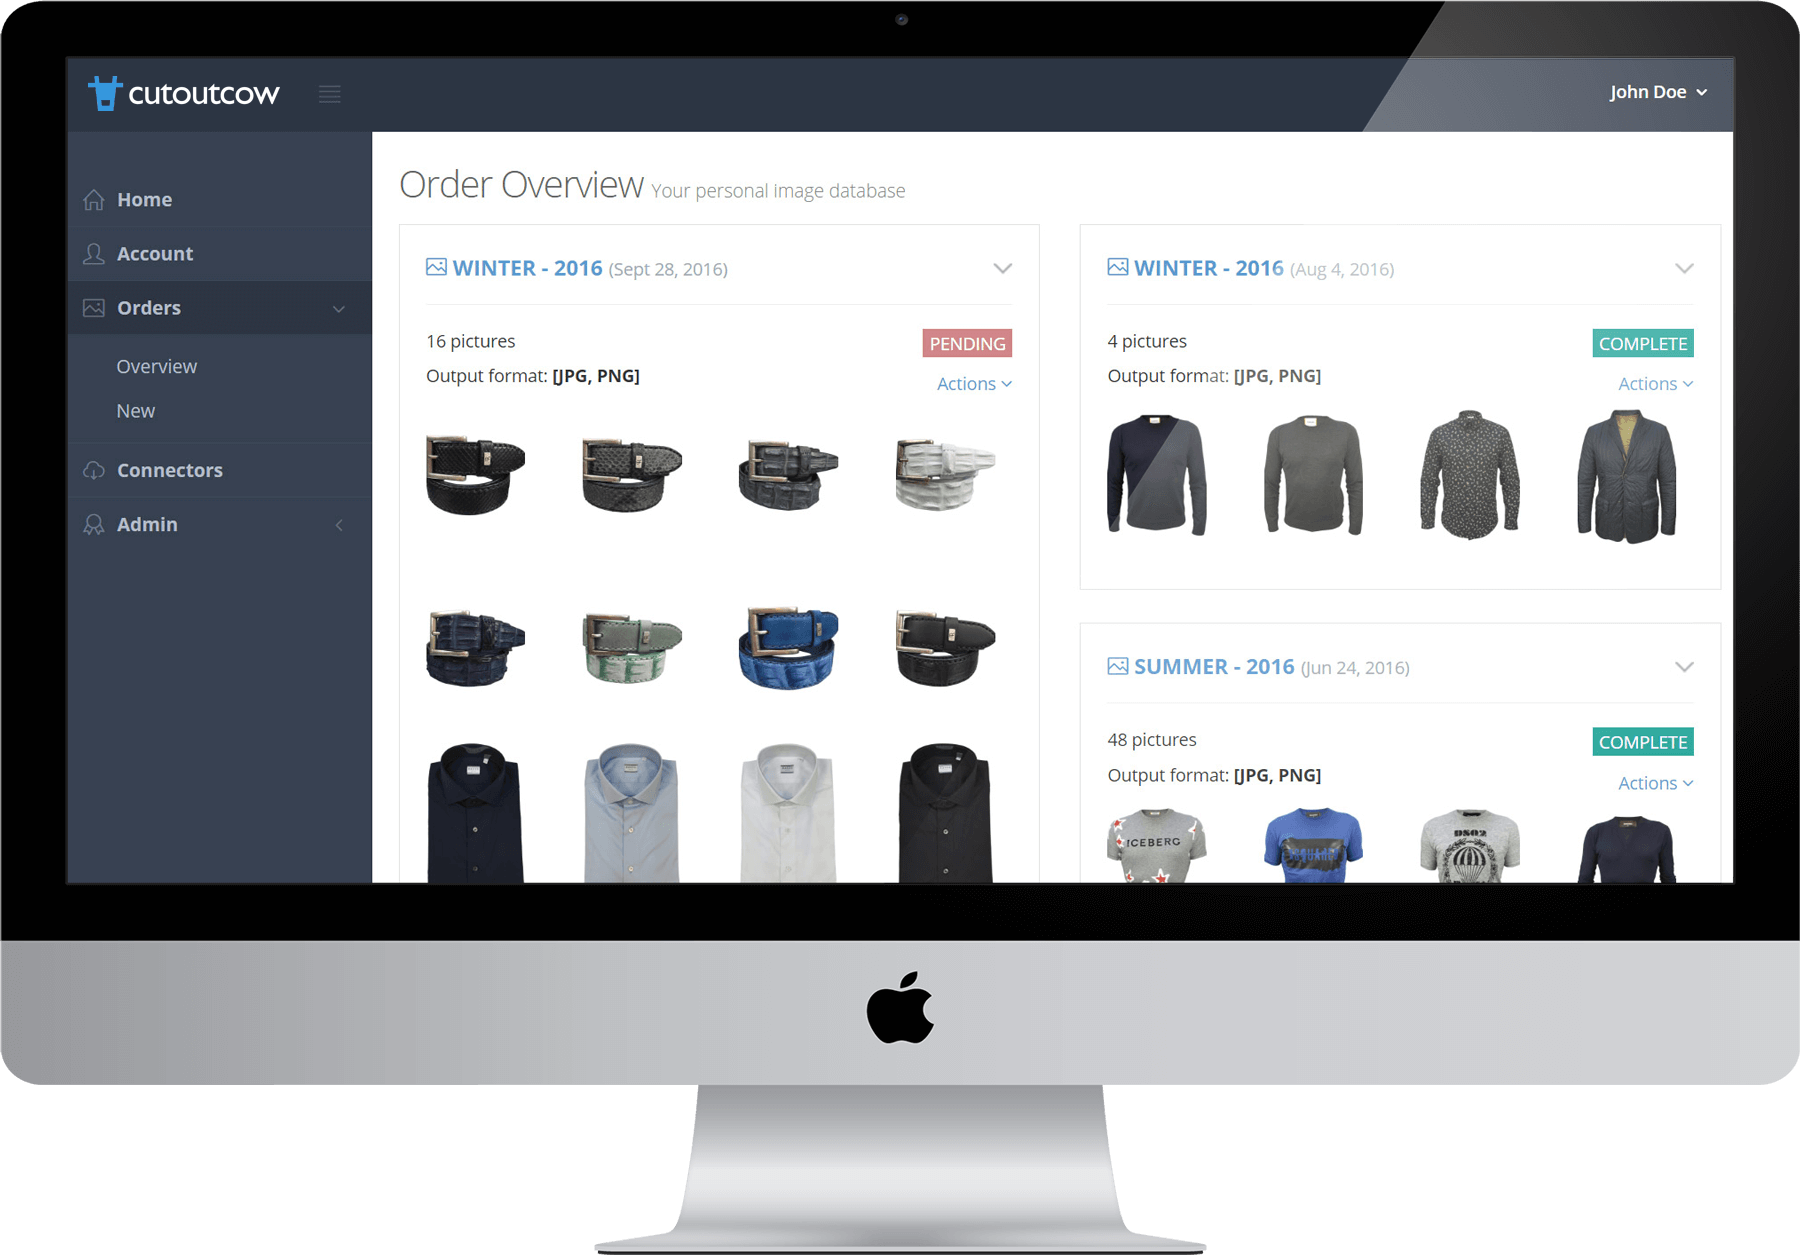 cutoutcow
John Doe
Home
Account
Orders
Overview
New
Connectors
Admin
Order Overview Your personal image database
WINTER - 2016 (Sept 28, 2016)
16 pictures
PENDING
Output format: [JPG, PNG]
Actions
WINTER - 2016 (Aug 4, 2016)
4 pictures
COMPLETE
Output format: [JPG, PNG]
Actions
SUMMER - 2016 (Jun 24, 2016)
48 pictures
COMPLETE
Output format: [JPG, PNG]
Actions
ICEBERG
DSQ2